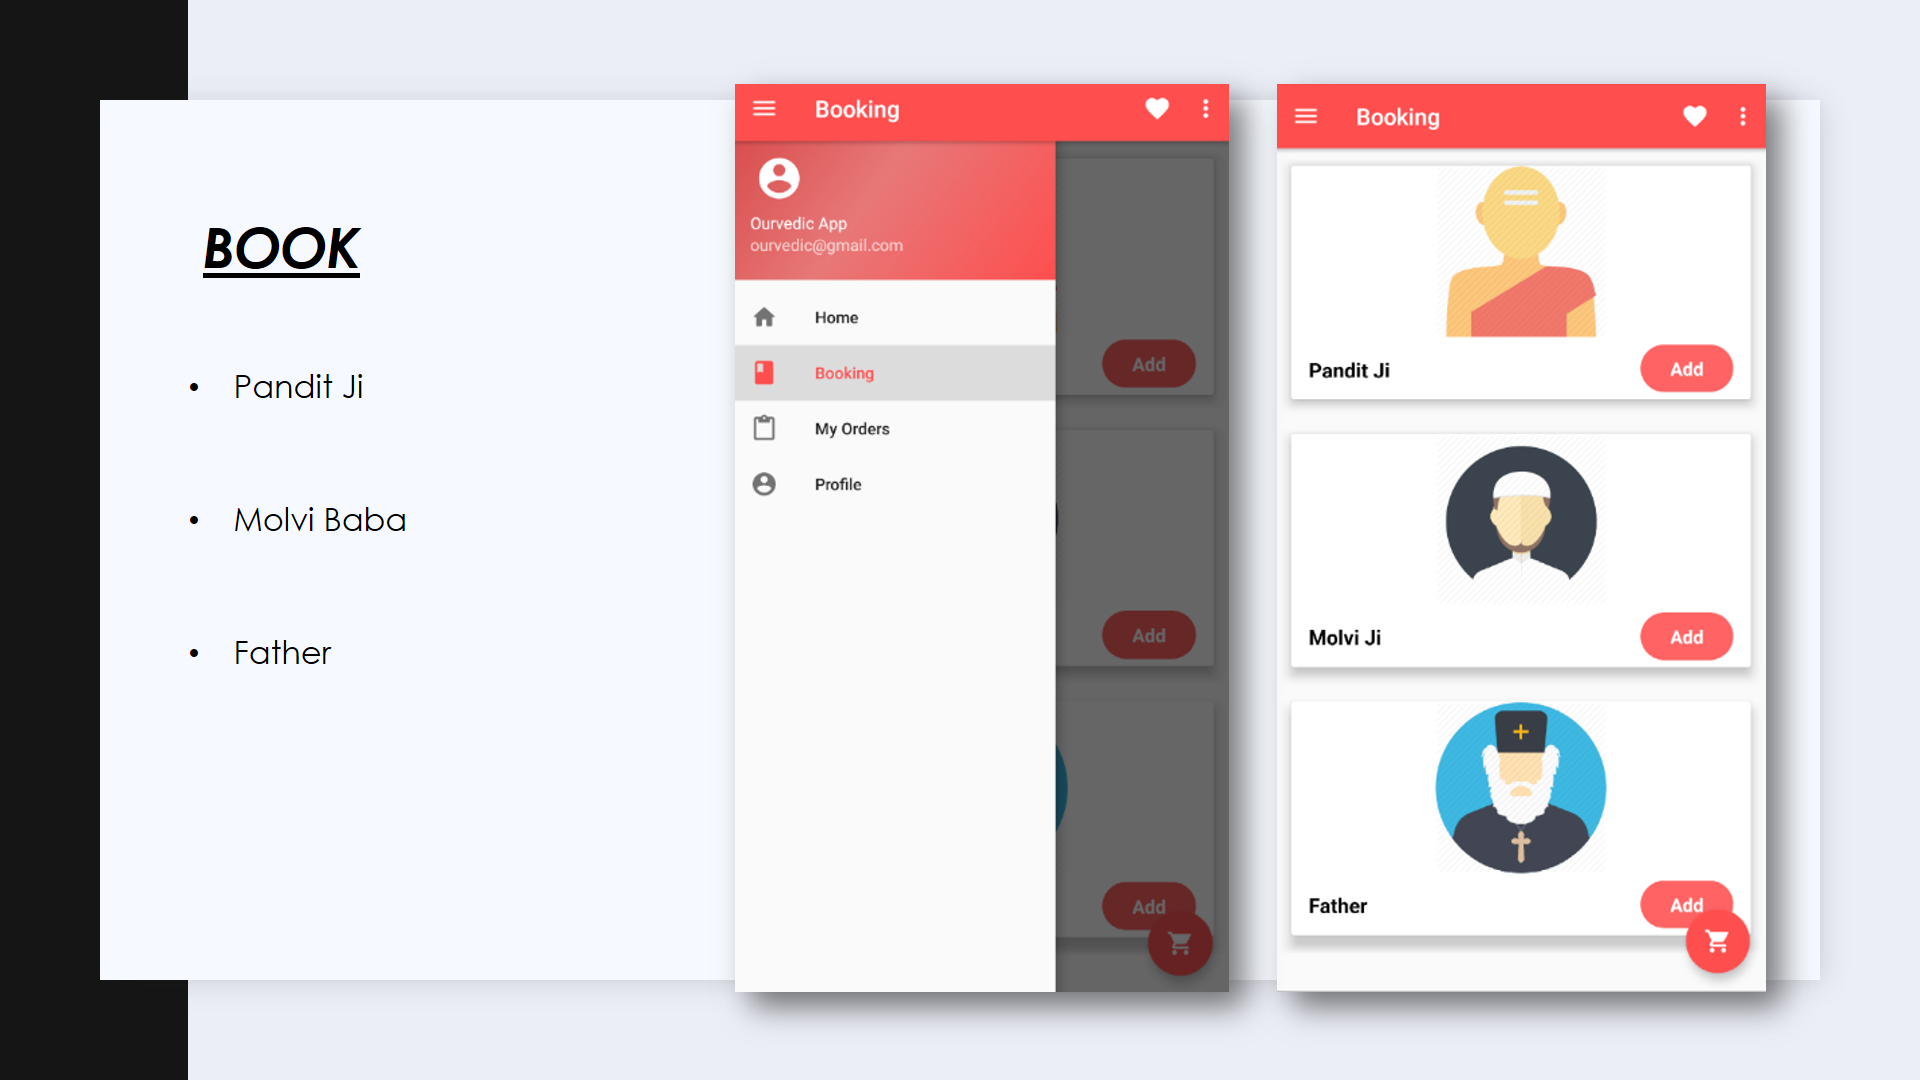 BOOK
• Pandit Ji
• Molvi Baba
• Father
Booking
Ourvedic App
ourvedic@gmail.com
Home
Booking
My Orders
Profile
Add
Add
Add
Booking
Pandit Ji
Add
Molvi Ji
Add
Father
Add